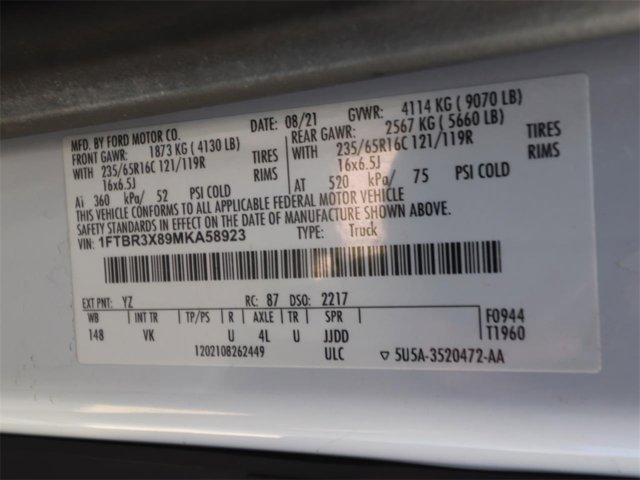 MFD. BY FORD MOTOR CO. DATE: 08/21 GVWR: 4114 KG ( 9070 LB)
FRONT GAWR: 1873 KG ( 4130 LB) REAR GAWR: 2567 KG ( 5660 LB)
WITH 235/65R16C 121/119R TIRES WITH 235/65R16C 121/119R TIRES
16x6.5J RIMS 16x6.5J RIMS
At 360 kPa/ 52 PSI COLD AT 520 kPa/ 75 PSI COLD
THIS VEHICLE CONFORMS TO ALL APPLICABLE FEDERAL MOTOR VEHICLE
SAFETY STANDARDS IN EFFECT ON THE DATE OF MANUFACTURE SHOWN ABOVE.
VIN: 1FTBR3X89MKA58923 TYPE: Truck
EXT PNT: YZ RC: 87 DSO: 2217
WB INT TR TP/PS R AXLE TR SPR F0944
148 VK U 4L U JJDD T1960
1202108262449 ULC 5U5A-3520472-AA